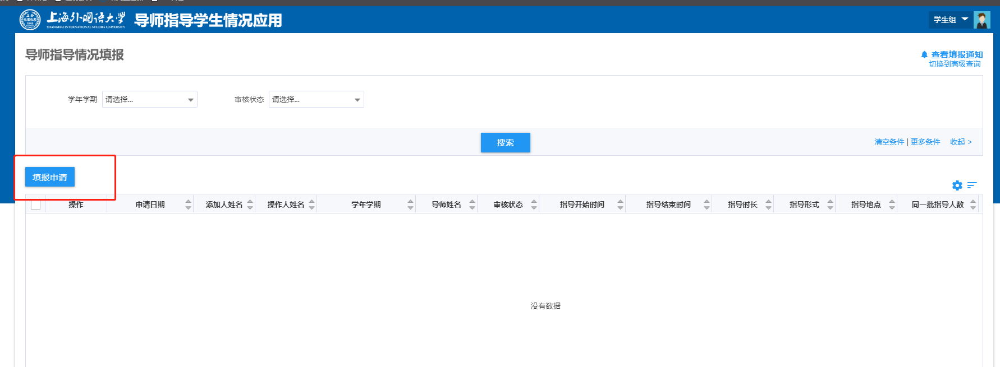 上海外国语大学
SHANGHAI INTERNATIONAL STUDIES UNIVERSITY
导师指导学生情况应用
学生组
导师指导情况填报
查看填报通知
切换到高级查询
学年学期 请选择... 审核状态 请选择...
搜索
清空条件 | 更多条件 收起 >
填报申请
操作 申请日期 添加人姓名 操作人姓名 学年学期 导师姓名 审核状态 指导开始时间 指导结束时间 指导时长 指导形式 指导地点 同一批指导人数
没有数据